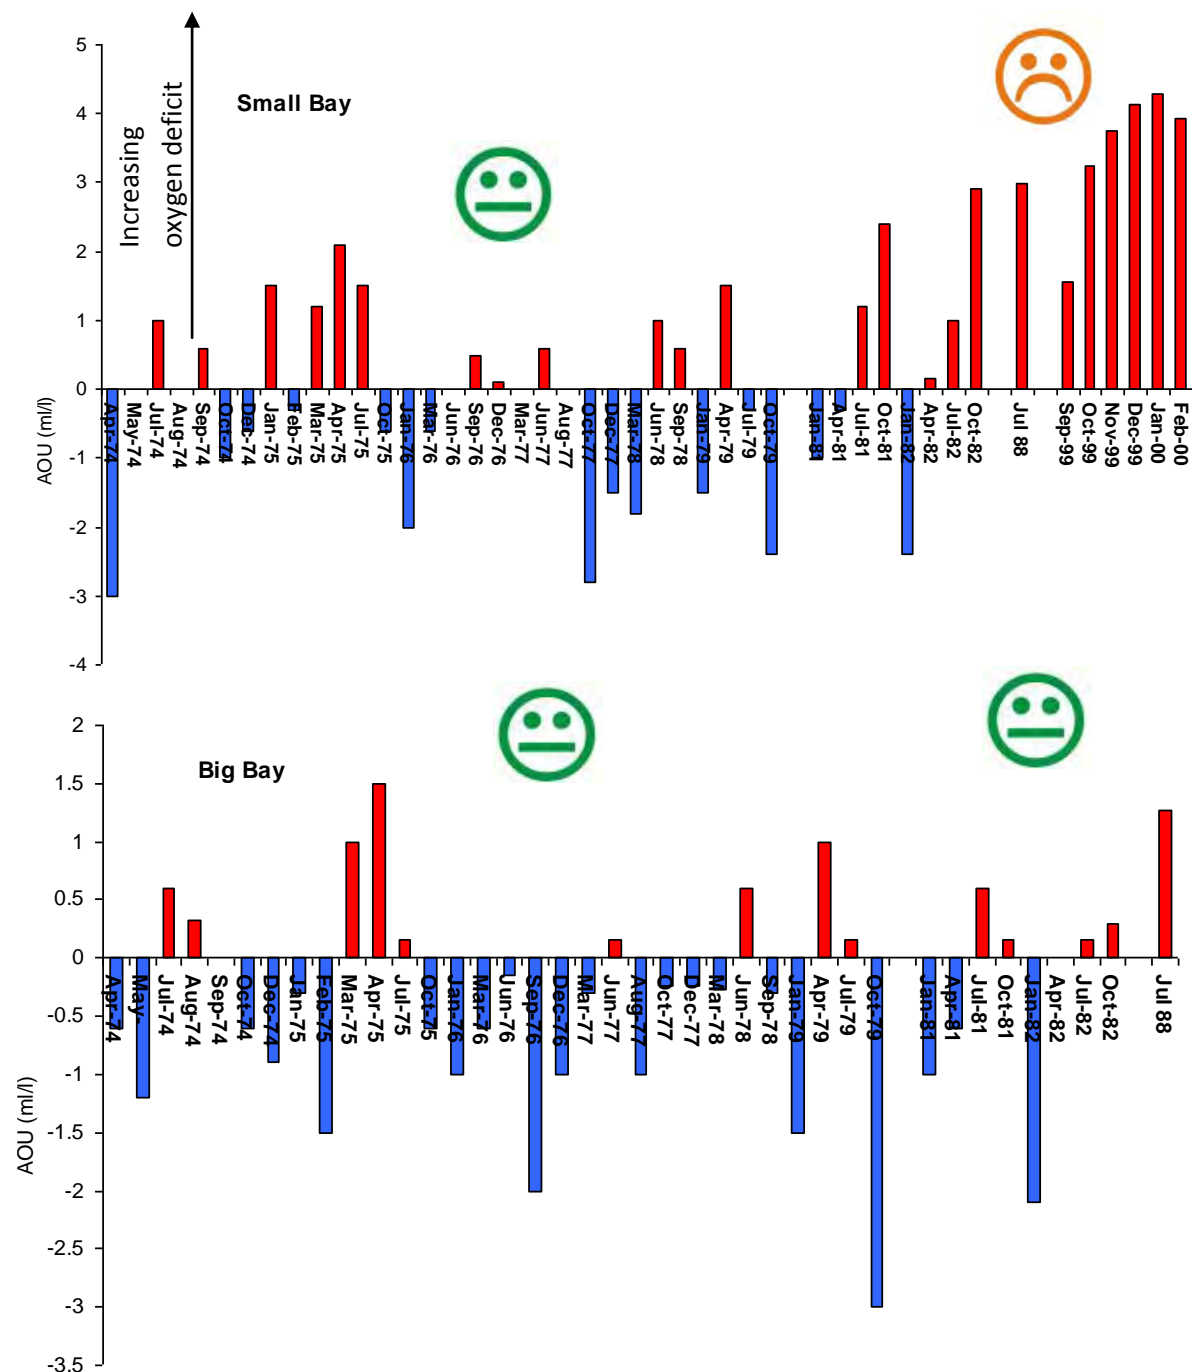 Increasing
oxygen deficit
Small Bay
5
4
3
2
1
0
-1
-2
-3
-4
AOU (ml/l)
Apr-74
May-74
Jul-74
Aug-74
Sep-74
Oct-74
Dec-74
Jan-75
Feb-75
Mar-75
Apr-75
Jul-75
Oct-75
Jan-76
Mar-76
Jun-76
Sep-76
Dec-76
Mar-77
Jun-77
Aug-77
Oct-77
Dec-77
Mar-78
Jun-78
Sep-78
Jan-79
Apr-79
Jul-79
Oct-79
Jan-81
Apr-81
Jul-81
Oct-81
Jan-82
Apr-82
Jul-82
Oct-82
Jul 88
Sep-99
Oct-99
Nov-99
Dec-99
Jan-00
Feb-00
Big Bay
2
1.5
1
0.5
0
-0.5
-1
-1.5
-2
-2.5
-3
-3.5
AOU (ml/l)
Apr-74
May-
Jul-74
Aug-74
Sep-74
Oct-74
Dec-74
Jan-75
Feb-75
Mar-75
Apr-75
Jul-75
Oct-75
Jan-76
Mar-76
Jun-76
Sep-76
Dec-76
Mar-77
Jun-77
Aug-77
Oct-77
Dec-77
Mar-78
Jun-78
Sep-78
Jan-79
Apr-79
Jul-79
Oct-79
Jan-81
Apr-81
Jul-81
Oct-81
Jan-82
Apr-82
Jul-82
Oct-82
Jul 88